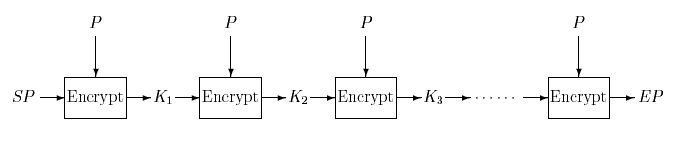 P P P P
SP Encrypt K1 Encrypt K2 Encrypt K3 ...... Encrypt EP